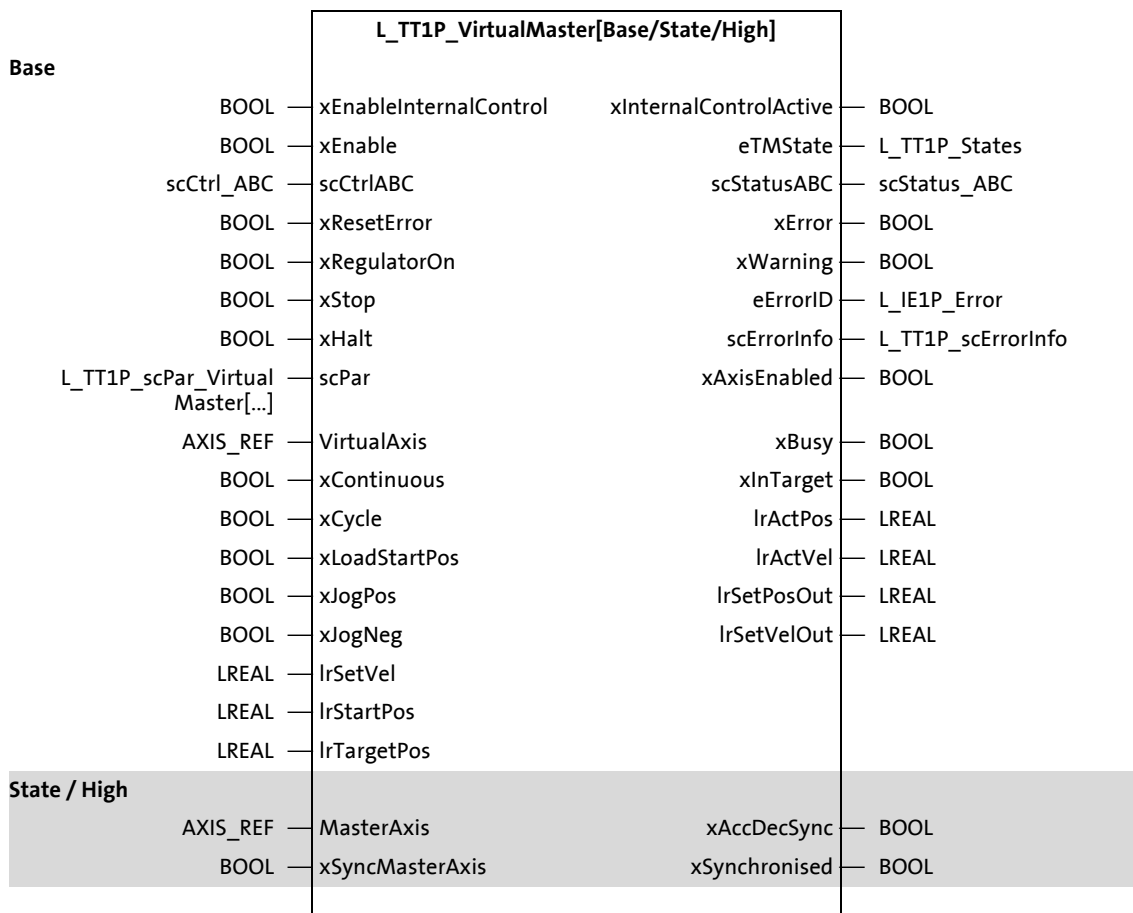 L_TT1P_VirtualMaster[Base/State/High]
Base
BOOL xEnableInternalControl xInternalControlActive BOOL
BOOL xEnable eTMState L_TT1P_States
scCtrl_ABC scCtrlABC scStatusABC scStatus_ABC
BOOL xResetError xError BOOL
BOOL xRegulatorOn xWarning BOOL
BOOL xStop eErrorID L_IE1P_Error
BOOL xHalt scErrorInfo L_TT1P_scErrorInfo
L_TT1P_scPar_Virtual scPar xAxisEnabled BOOL
Master[...]
AXIS_REF VirtualAxis xBusy BOOL
BOOL xContinuous xInTarget BOOL
BOOL xCycle lrActPos LREAL
BOOL xLoadStartPos lrActVel LREAL
BOOL xJogPos lrSetPosOut LREAL
BOOL xJogNeg lrSetVelOut LREAL
LREAL lrSetVel
LREAL lrStartPos
LREAL lrTargetPos
State / High
AXIS_REF MasterAxis xAccDecSync BOOL
BOOL xSyncMasterAxis xSynchronised BOOL